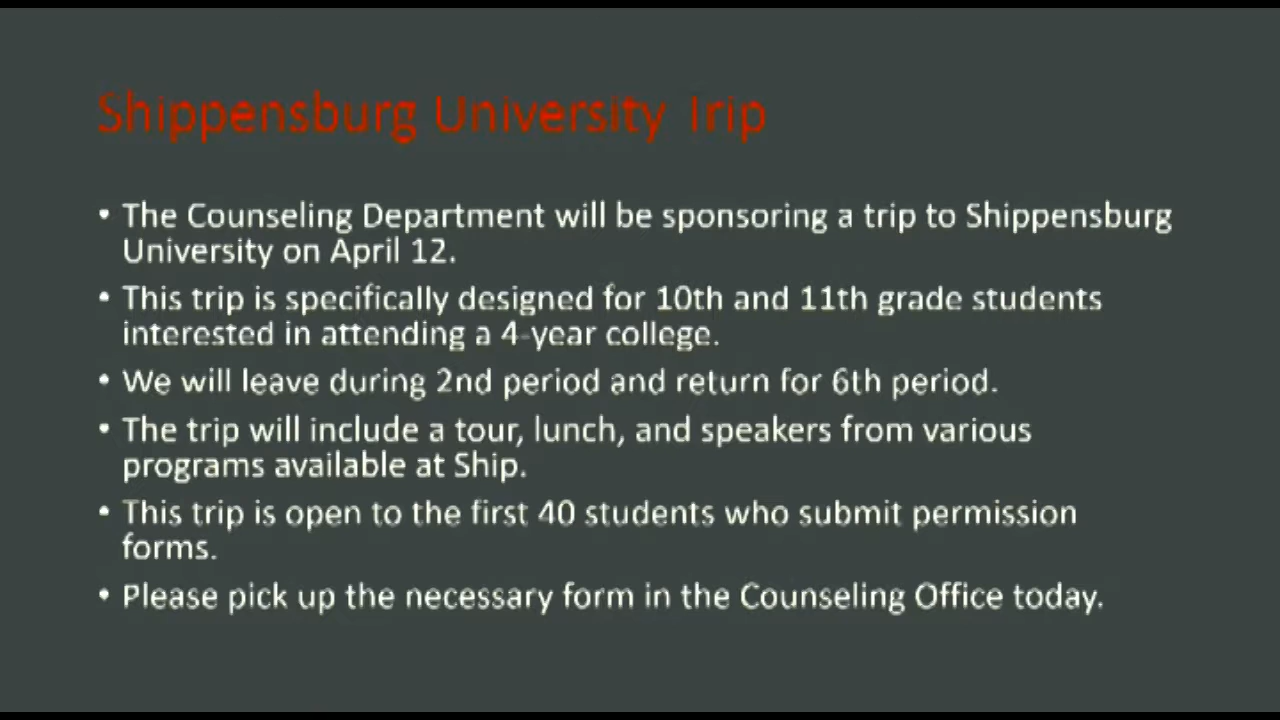 Shippensburg University Trip
• The Counseling Department will be sponsoring a trip to Shippensburg
University on April 12.
• This trip is specifically designed for 10th and 11th grade students
interested in attending a 4-year college.
• We will leave during 2nd period and return for 6th period.
• The trip will include a tour, lunch, and speakers from various
programs available at Ship.
• This trip is open to the first 40 students who submit permission
forms.
• Please pick up the necessary form in the Counseling Office today.